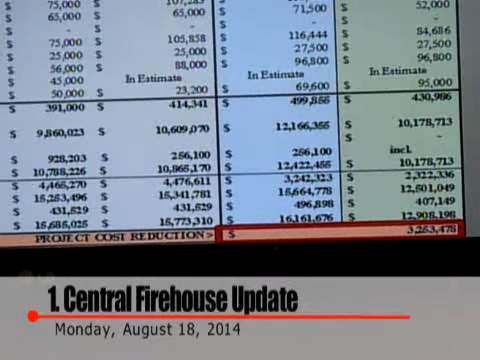 $ 75,000 $ 107,283 $ 71,500 $ 52,000
$ 65,000 $ 65,000 $ - $ -
$ - $ - $ 116,444 $ 84,686
$ 75,000 $ 105,858 $ 27,500 $ 27,500
$ 25,000 $ 25,000 $ 96,800 $ 96,800
$ 56,000 $ 88,000 In Estimate In Estimate
$ 45,000 In Estimate $ 69,600 $ 95,000
$ 50,000 $ 23,200
$ 391,000 $ 414,341 $ 499,855 $ 430,986
$ 9,860,023 $ 10,609,070 $ 12,166,355 $ 10,178,713
$ -
$ 928,203 $ 256,100 $ 256,100 incl.
$ 10,788,226 $ 10,865,170 $ 12,422,455 $ 10,178,713
$ 4,465,270 $ 4,476,611 $ 3,242,323 $ 2,322,336
$ 15,253,496 $ 15,341,781 $ 15,664,778 $ 12,501,049
$ 431,529 $ 431,529 $ 496,898 $ 407,149
$ 15,685,025 $ 15,773,310 $ 16,161,676 $ 12,908,198
PROJECT COST REDUCTION> $ 3,253,478
1. Central Firehouse Update
Monday, August 18, 2014